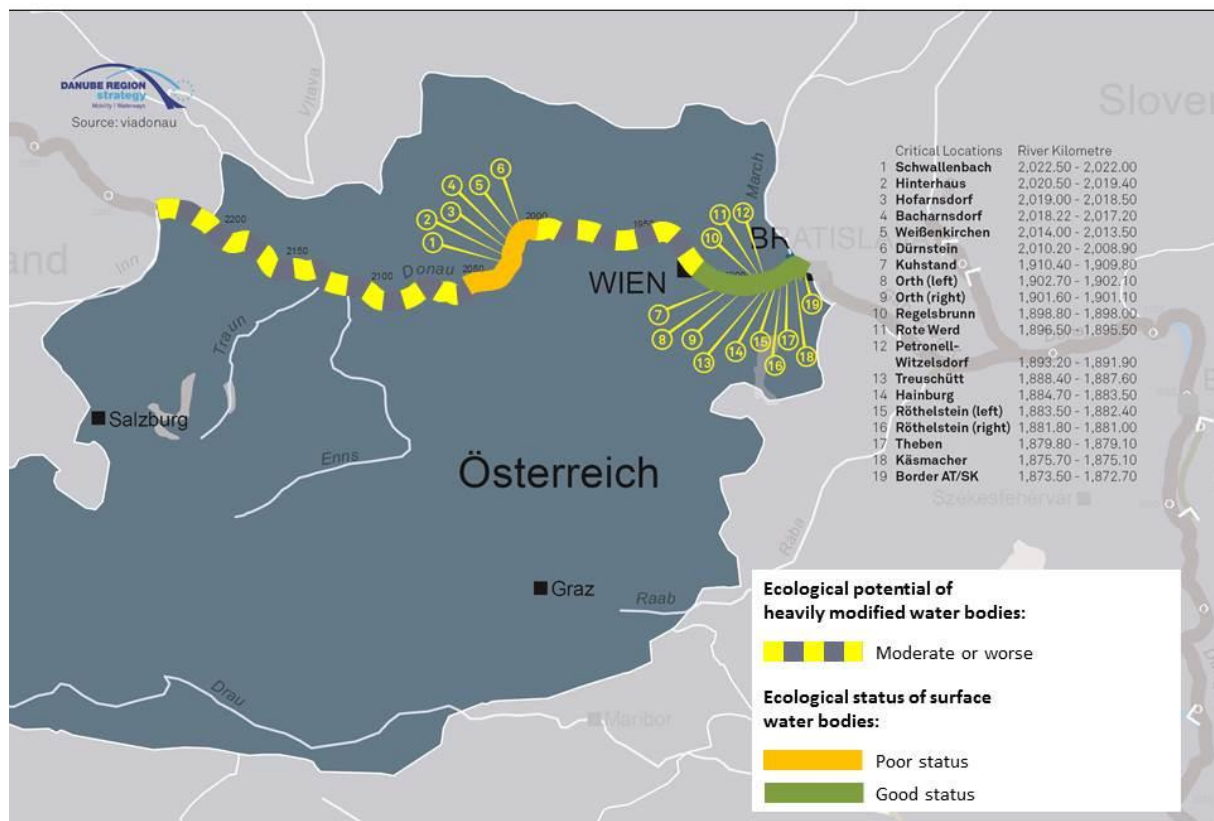 DANUBE REGION
strategy
Mobility / Waterways
Source: viadonau
Vltava
Slover
March
and
Inn
2200
2150
2100
Donau
2050
2000
1950
BRATISLAVA
WIEN
Traun
Salzburg
Enns
Österreich
Graz
Raab
Raba
Drau
Maribor
Székesfehérvár
1
2
3
4
5
6
7
8
9
10
11
12
13
14
15
16
17
18
19
Critical Locations River Kilometre
1 Schwallenbach 2,022.50 - 2,022.00
2 Hinterhaus 2,020.50 - 2,019.40
3 Hofarnsdorf 2,019.00 - 2,018.50
4 Bacharnsdorf 2,018.22 - 2,017.20
5 Weißenkirchen 2,014.00 - 2,013.50
6 Dürnstein 2,010.20 - 2,008.90
7 Kuhstand 1,910.40 - 1,909.80
8 Orth (left) 1,902.70 - 1,902.10
9 Orth (right) 1,901.60 - 1,901.10
10 Regelsbrunn 1,898.80 - 1,898.00
11 Rote Werd 1,896.50 - 1,895.50
12 Petronell-
Witzelsdorf 1,893.20 - 1,891.90
13 Treuschütt 1,888.40 - 1,887.60
14 Hainburg 1,884.70 - 1,883.50
15 Röthelstein (left) 1,883.50 - 1,882.40
16 Röthelstein (right) 1,881.80 - 1,881.00
17 Theben 1,879.80 - 1,879.10
18 Käsmacher 1,875.70 - 1,875.10
19 Border AT/SK 1,873.50 - 1,872.70
Ecological potential of
heavily modified water bodies:
Moderate or worse
Ecological status of surface
water bodies:
Poor status
Good status